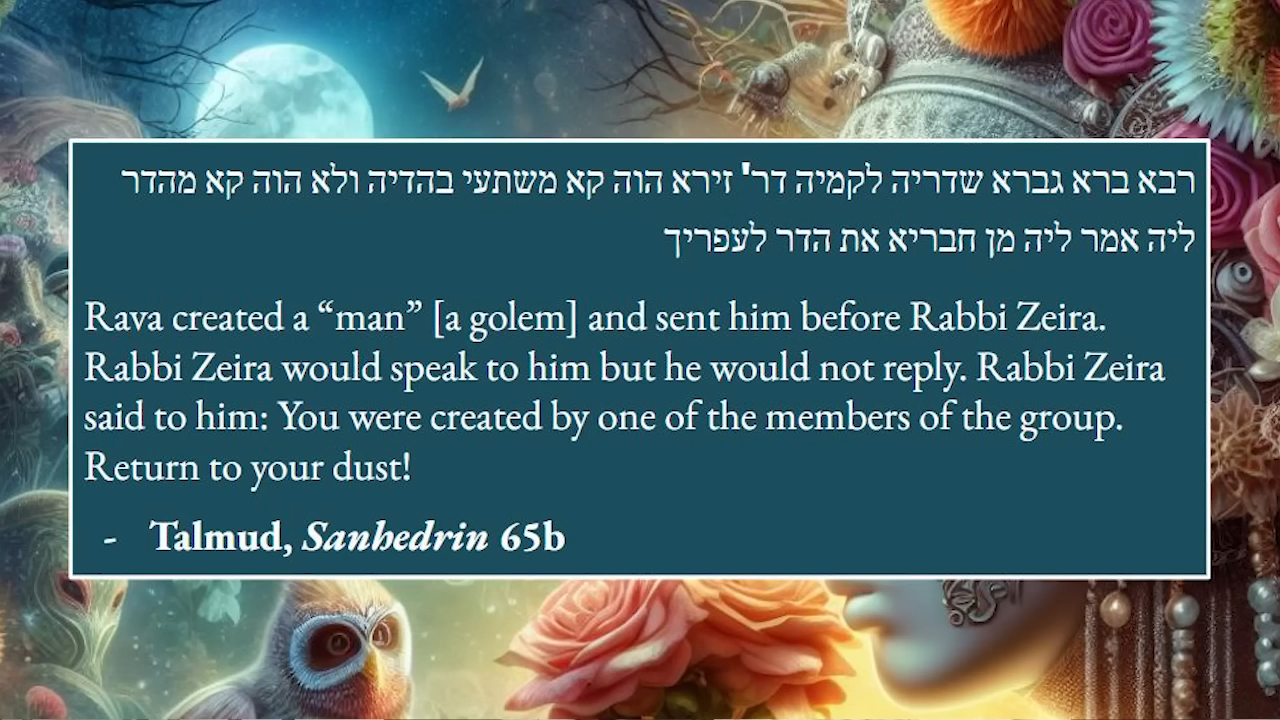 רבא ברא גברא שדריה לקמיה דר' זירא הוה קא משתעי בהדיה ולא הוה קא מהדר
ליה אמר ליה מן חבריא את הדר לעפריך
Rava created a “man” [a golem] and sent him before Rabbi Zeira.
Rabbi Zeira would speak to him but he would not reply. Rabbi Zeira
said to him: You were created by one of the members of the group.
Return to your dust!
- Talmud, Sanhedrin 65b